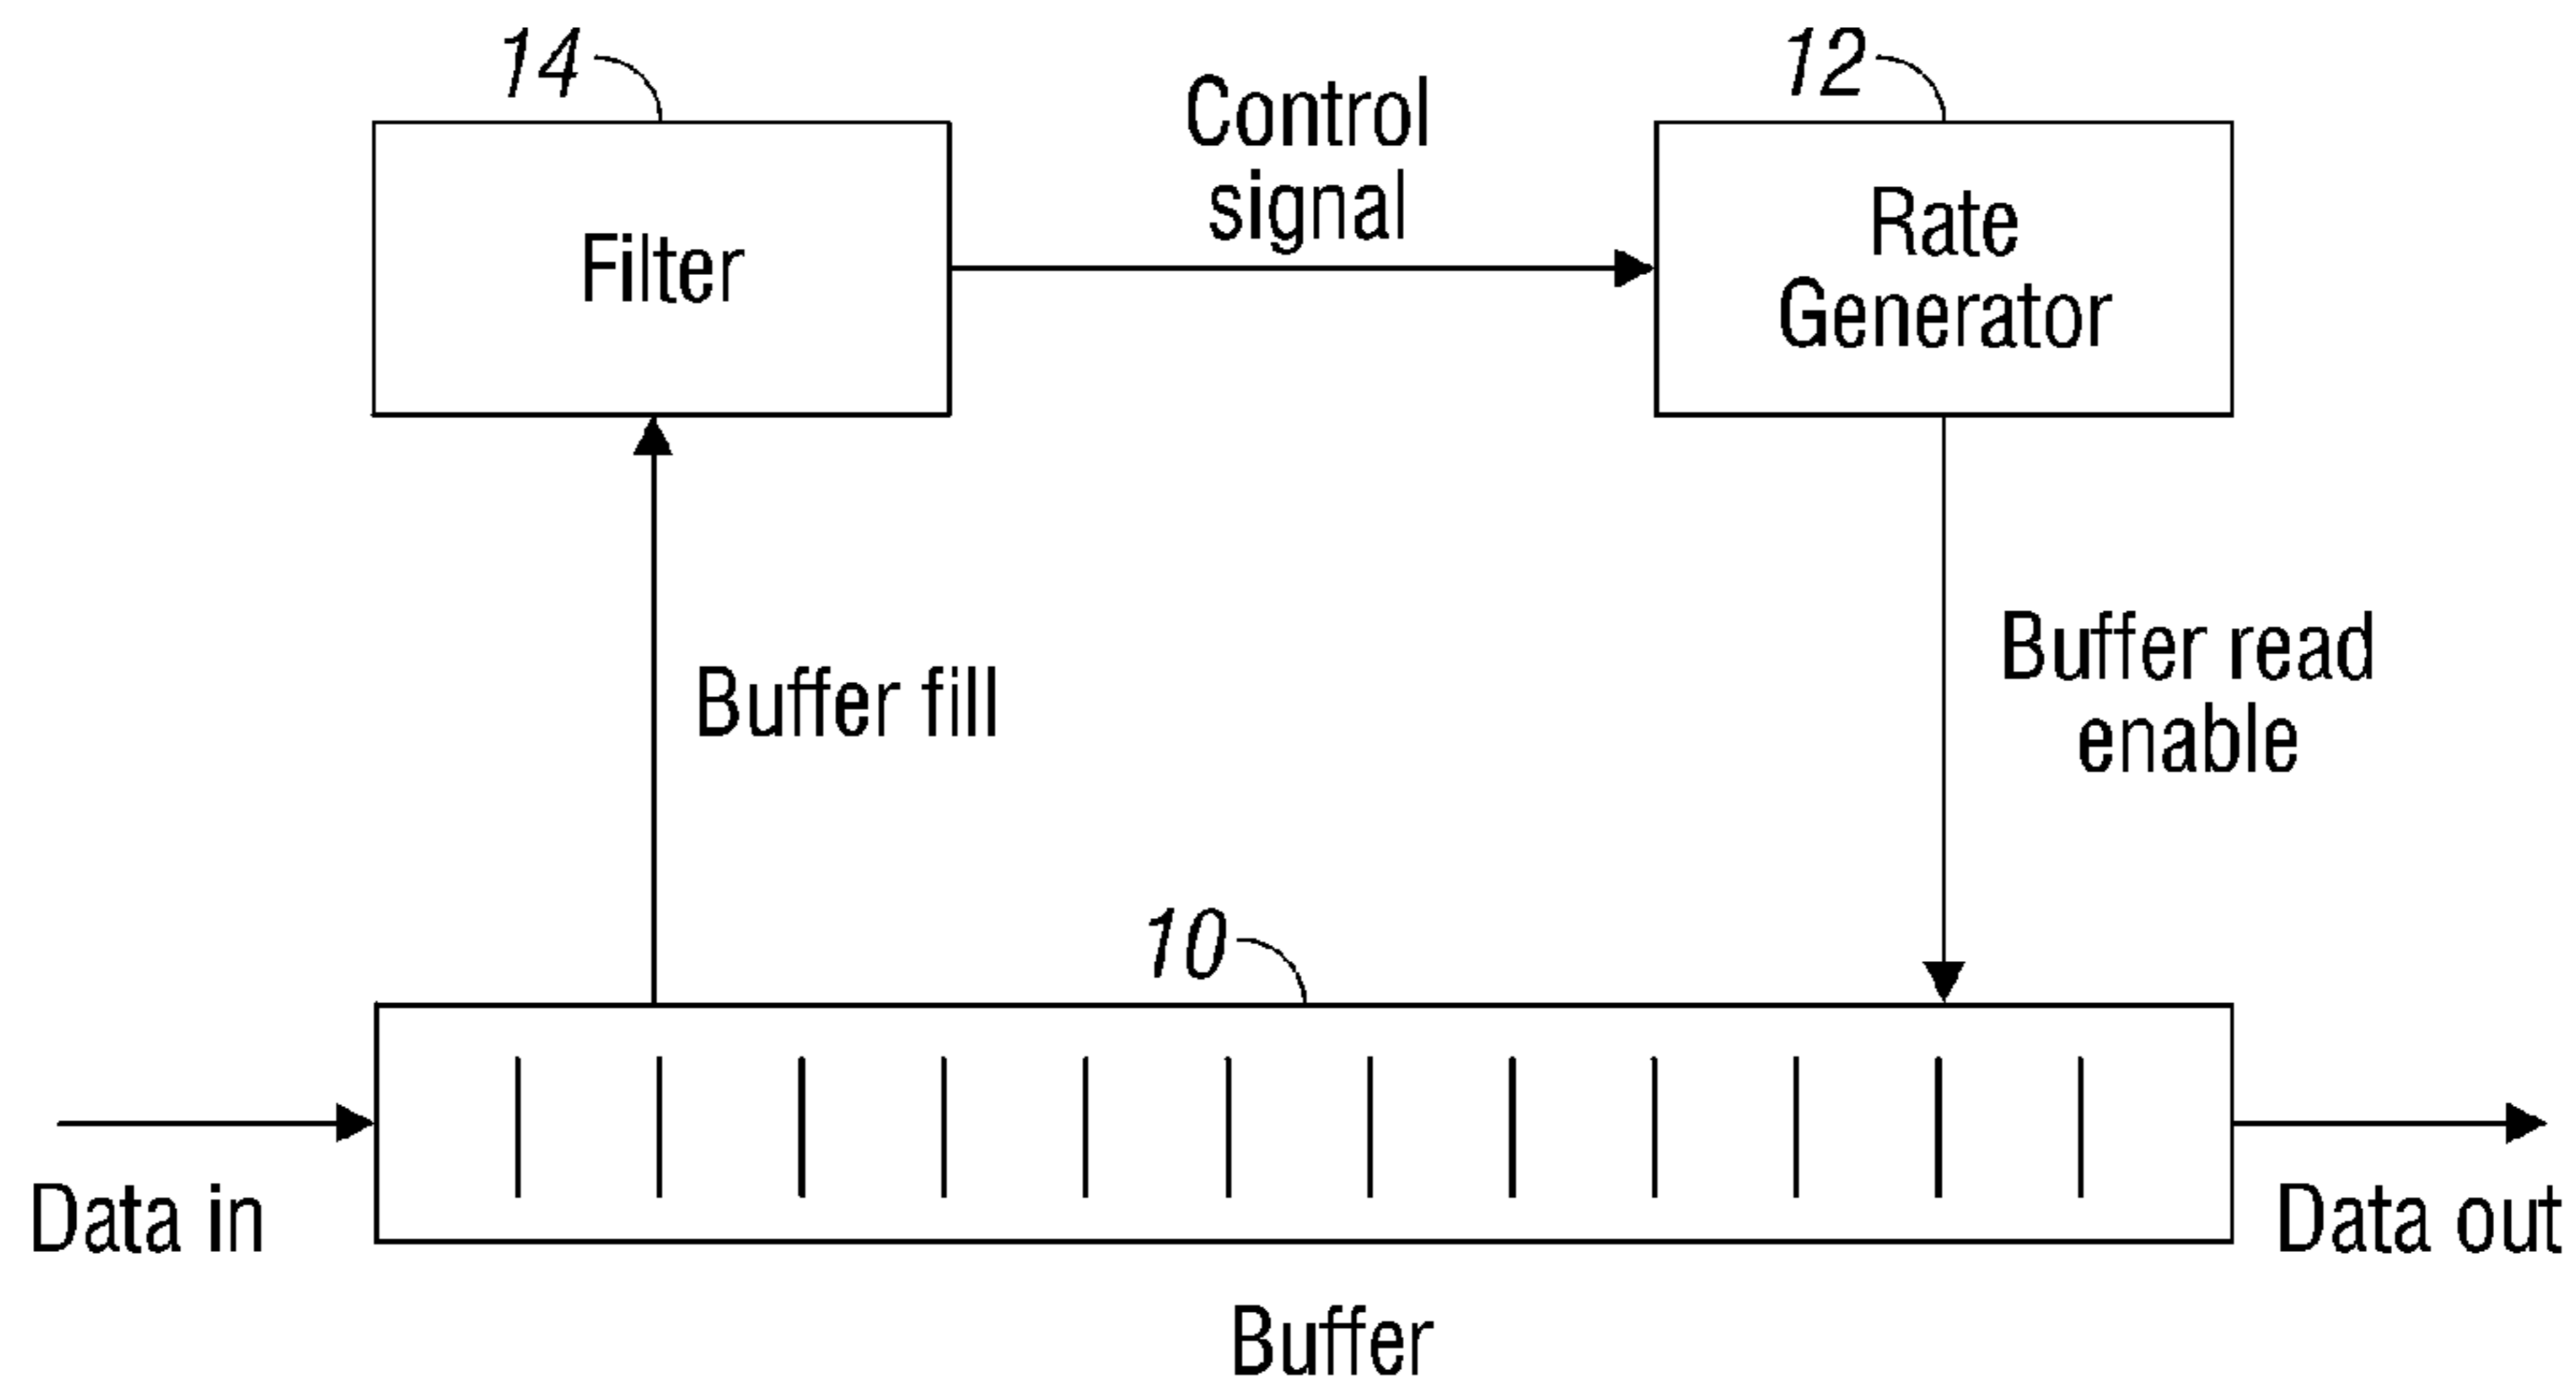 14
12
Control
signal
Filter
Rate
Generator
Buffer fill
Buffer read
enable
10
Data in
Data out
Buffer